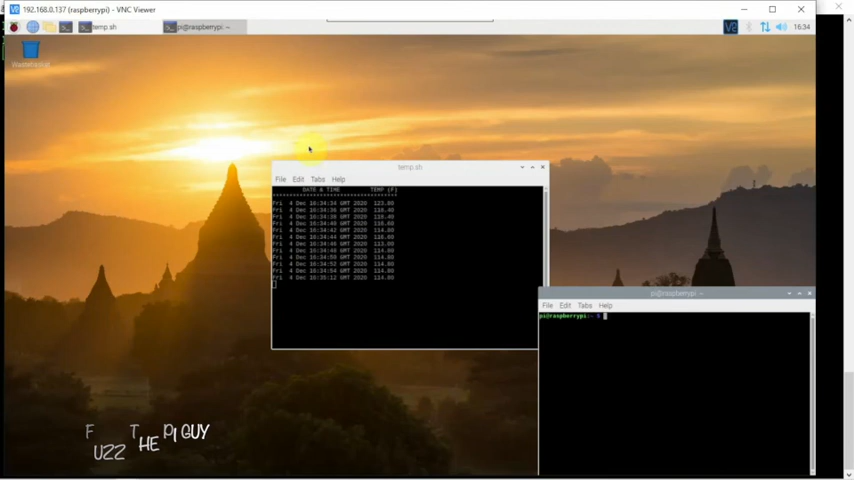 192.168.0.137 (raspberrypi) - VNC Viewer
temp.sh
pi@raspberrypi: ~
16:34
Wastebasket
temp.sh
File Edit Tabs Help
DATE & TIME TEMP (F)
Fri 4 Dec 16:34:34 GMT 2020 123.80
Fri 4 Dec 16:34:36 GMT 2020 118.40
Fri 4 Dec 16:34:38 GMT 2020 118.40
Fri 4 Dec 16:34:40 GMT 2020 116.60
Fri 4 Dec 16:34:42 GMT 2020 114.80
Fri 4 Dec 16:34:44 GMT 2020 116.60
Fri 4 Dec 16:34:46 GMT 2020 113.00
Fri 4 Dec 16:34:48 GMT 2020 114.80
Fri 4 Dec 16:34:50 GMT 2020 114.80
Fri 4 Dec 16:34:52 GMT 2020 114.80
Fri 4 Dec 16:34:54 GMT 2020 114.80
Fri 4 Dec 16:35:12 GMT 2020 114.80
pi@raspberrypi: ~
File Edit Tabs Help
pi@raspberrypi:~ $
FUZZ THE PI GUY